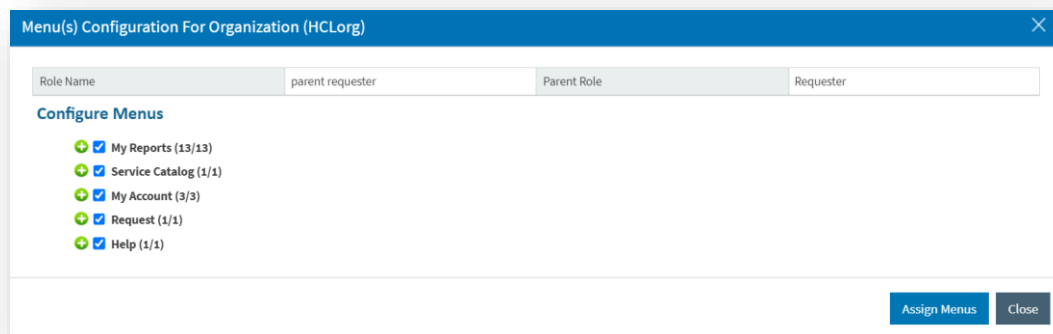 Menu(s) Configuration For Organization (HCLorg)
Role Name parent requester Parent Role Requester
Configure Menus
My Reports (13/13)
Service Catalog (1/1)
My Account (3/3)
Request (1/1)
Help (1/1)
Assign Menus Close